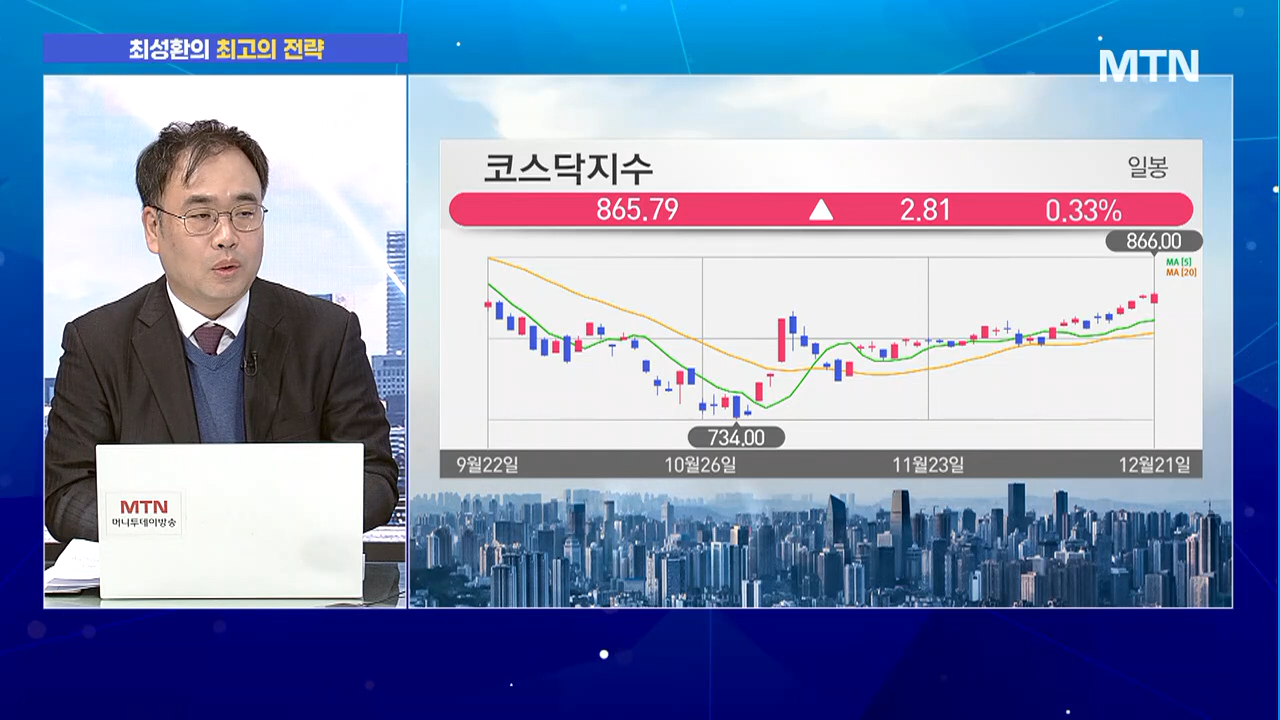 최성환의 최고의 전략
MTN
코스닥지수
일봉
865.79 ▲ 2.81 0.33%
866.00
MA [5]
MA [20]
734.00
9월22일 10월26일 11월23일 12월21일
MTN
머니투데이방송